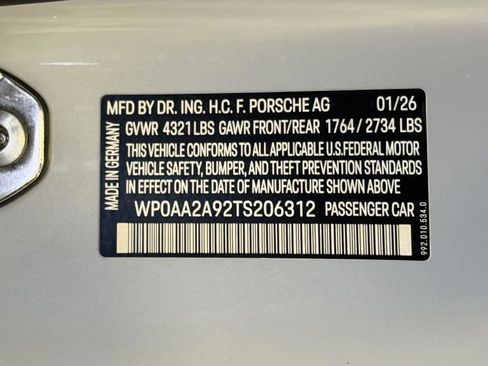 MFD BY DR. ING. H.C. F. PORSCHE AG 01/26
GVWR 4321 LBS GAWR FRONT/REAR 1764 / 2734 LBS
THIS VEHICLE CONFORMS TO ALL APPLICABLE U.S. FEDERAL MOTOR
VEHICLE SAFETY, BUMPER, AND THEFT PREVENTION STANDARDS
IN EFFECT ON THE DATE OF MANUFACTURE SHOWN ABOVE.
WP0AA2A92TS206312 PASSENGER CAR
MADE IN GERMANY
992.010.534.D